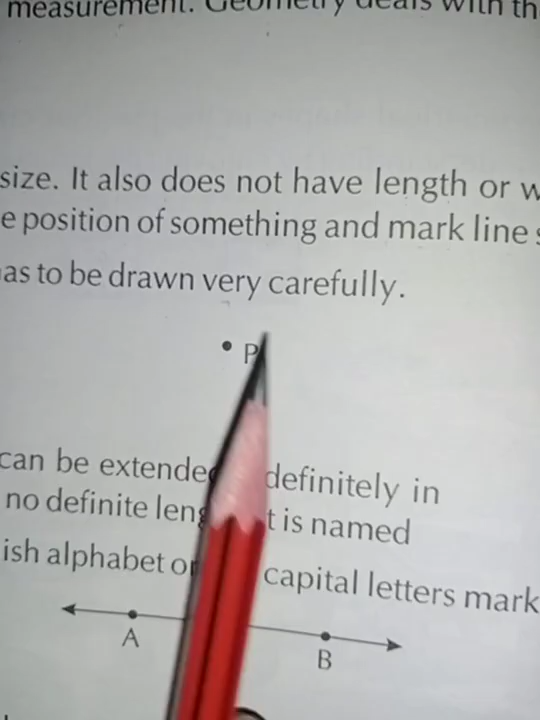 measurement. Geometry deals with th
size. It also does not have length or w
e position of something and mark line s
as to be drawn very carefully.
P
can be extended definitely in
no definite leng t is named
ish alphabet or capital letters mark
A
B